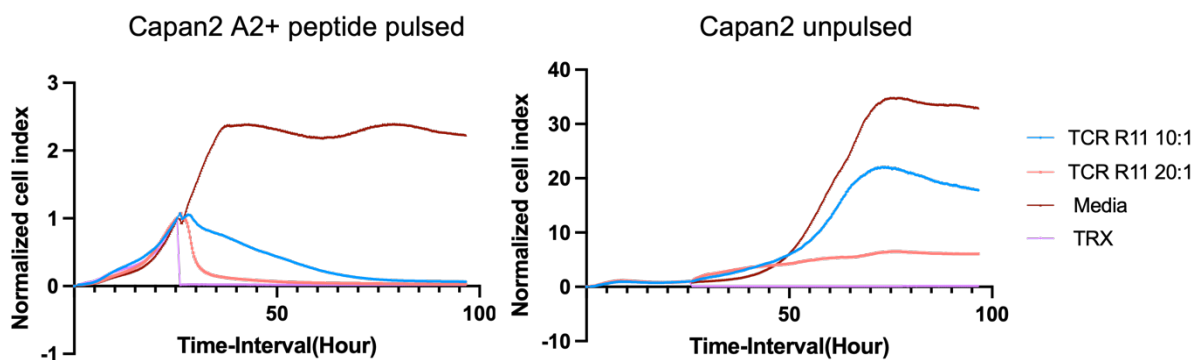 Capan2 A2+ peptide pulsed
Normalized cell index
3
2
1
0
-1
50
100
Time-Interval(Hour)
Capan2 unpulsed
Normalized cell index
40
30
20
10
0
-10
50
100
Time-Interval(Hour)
TCR R11 10:1
TCR R11 20:1
Media
TRX